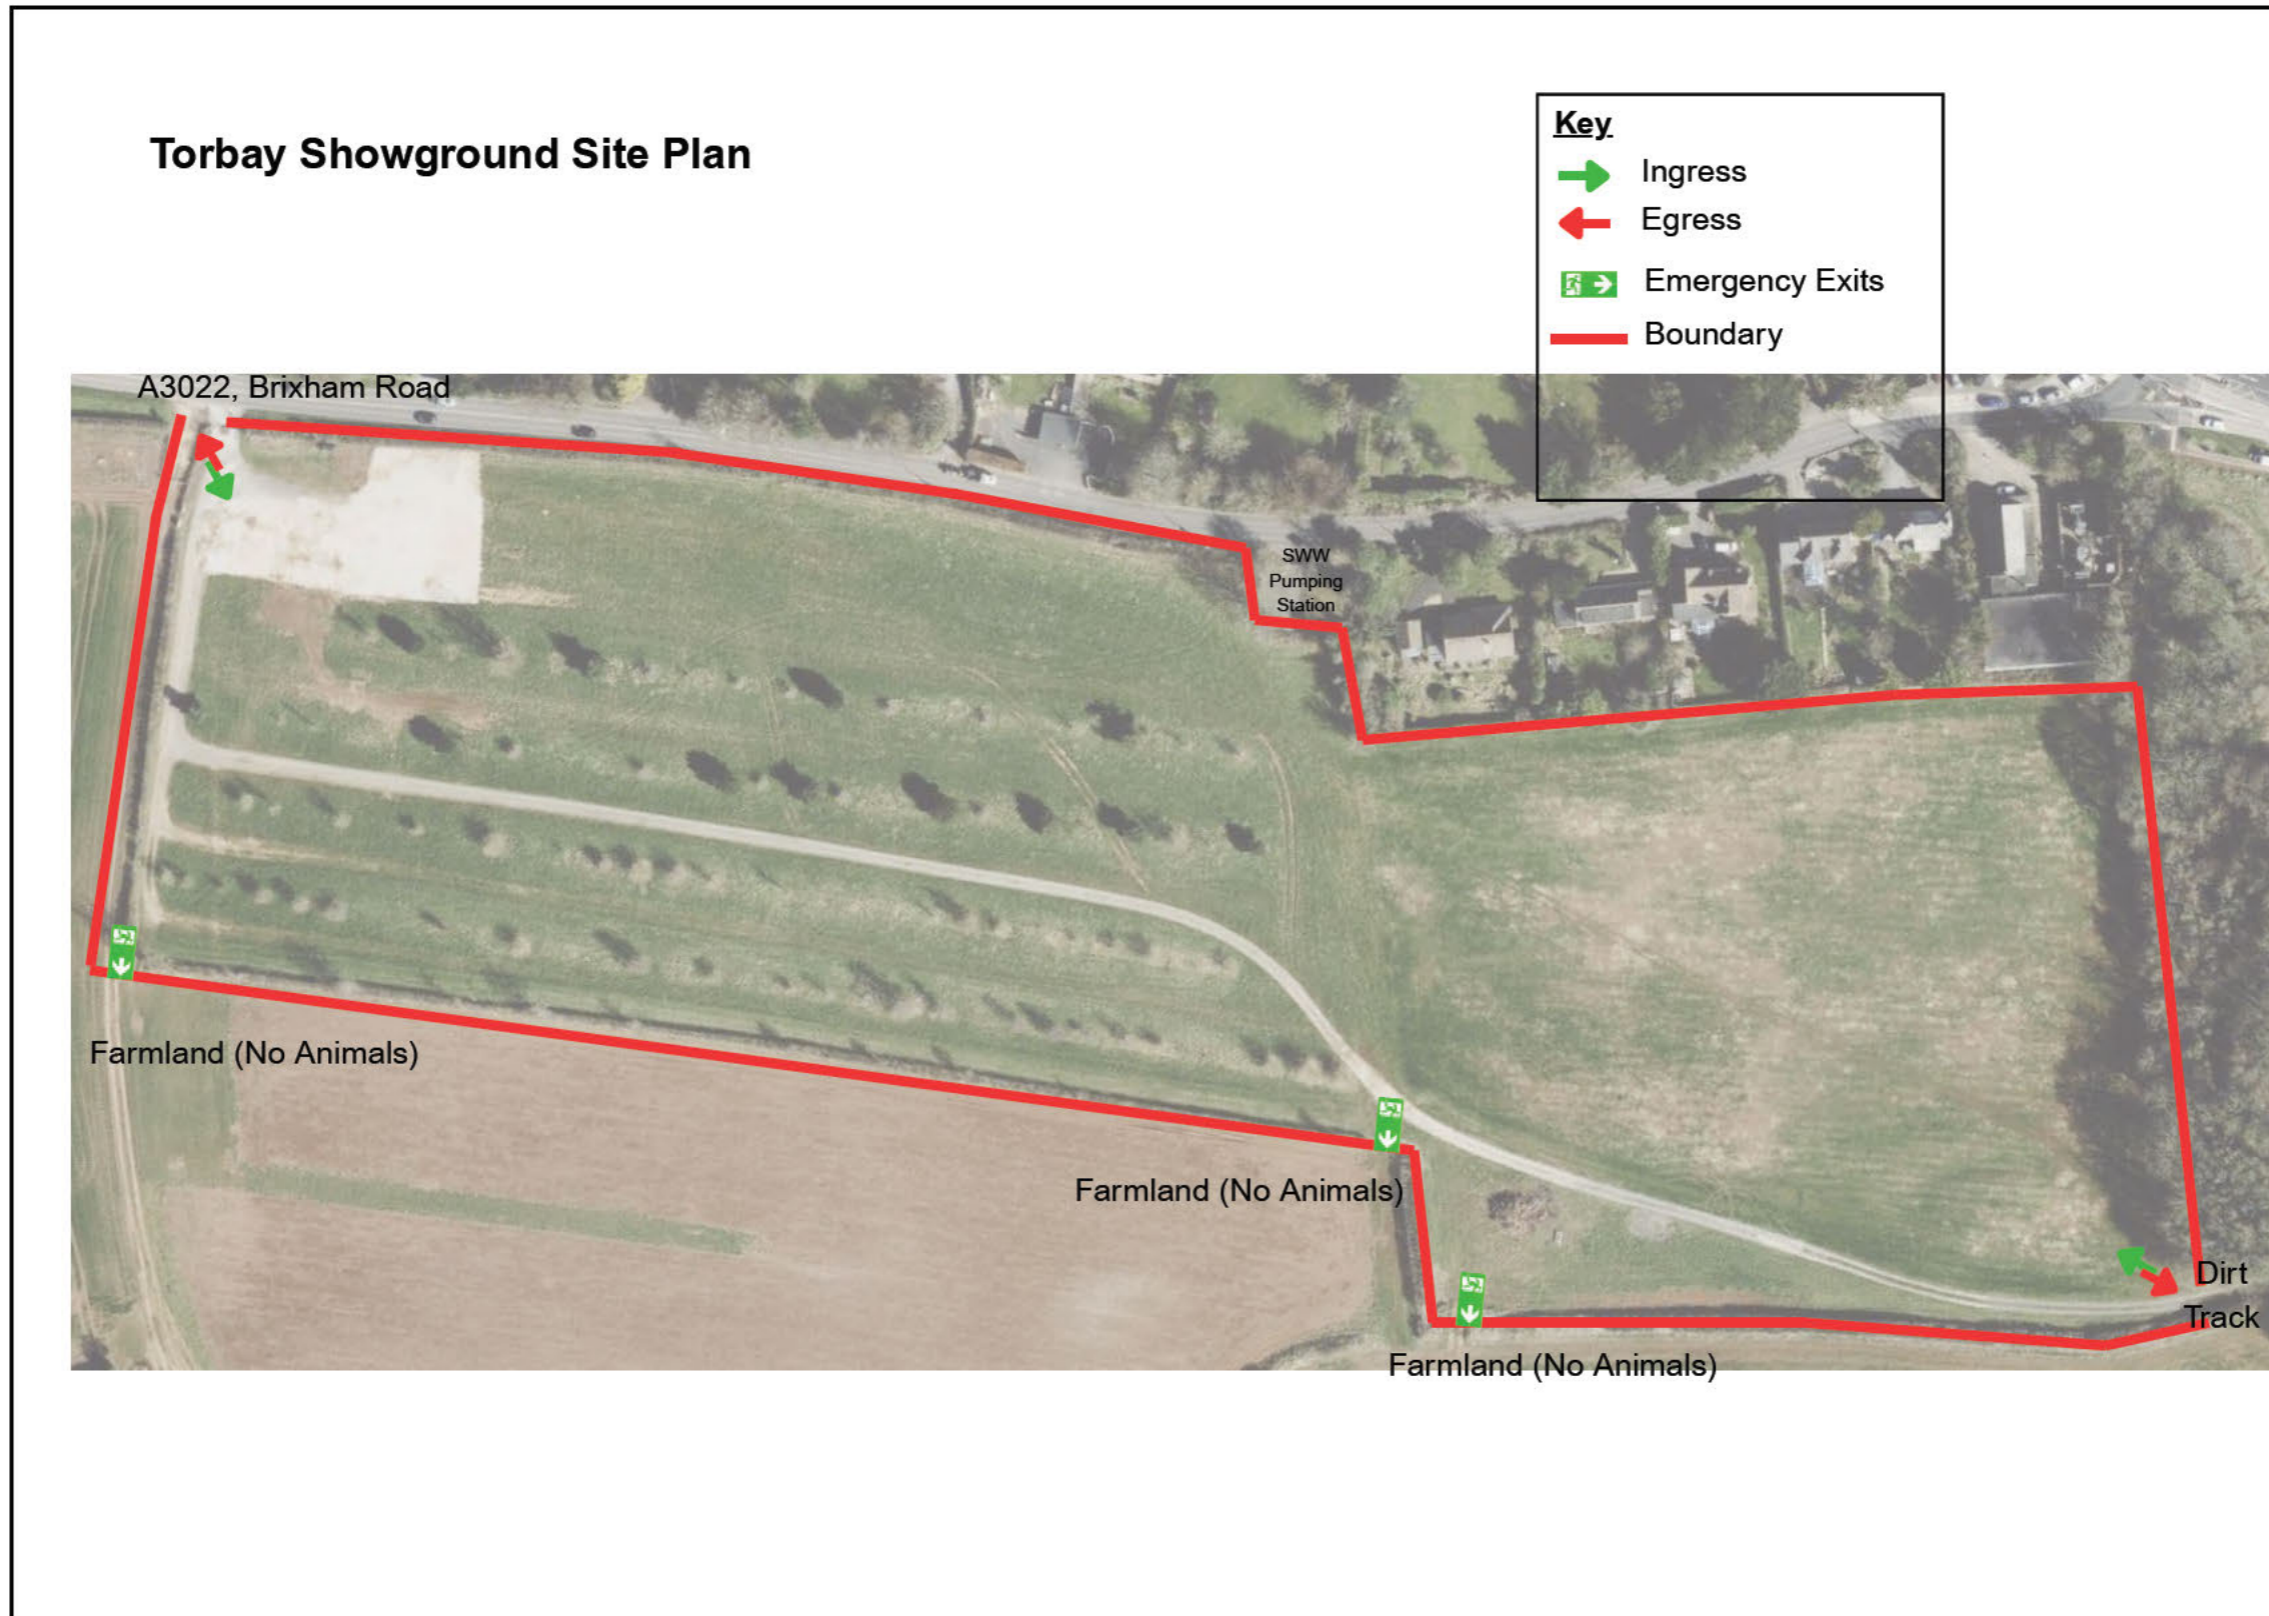 Torbay Showground Site Plan
Key
Ingress
Egress
Emergency Exits
Boundary
A3022, Brixham Road
SWW
Pumping
Station
Farmland (No Animals)
Farmland (No Animals)
Dirt
Track
Farmland (No Animals)